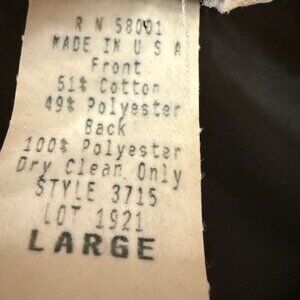 R N 58001
MADE IN U S A
Front
51% Cotton
49% Polyester
Back
100% Polyester
Dry Clean Only
STYLE 3715
LOT 1921
LARGE